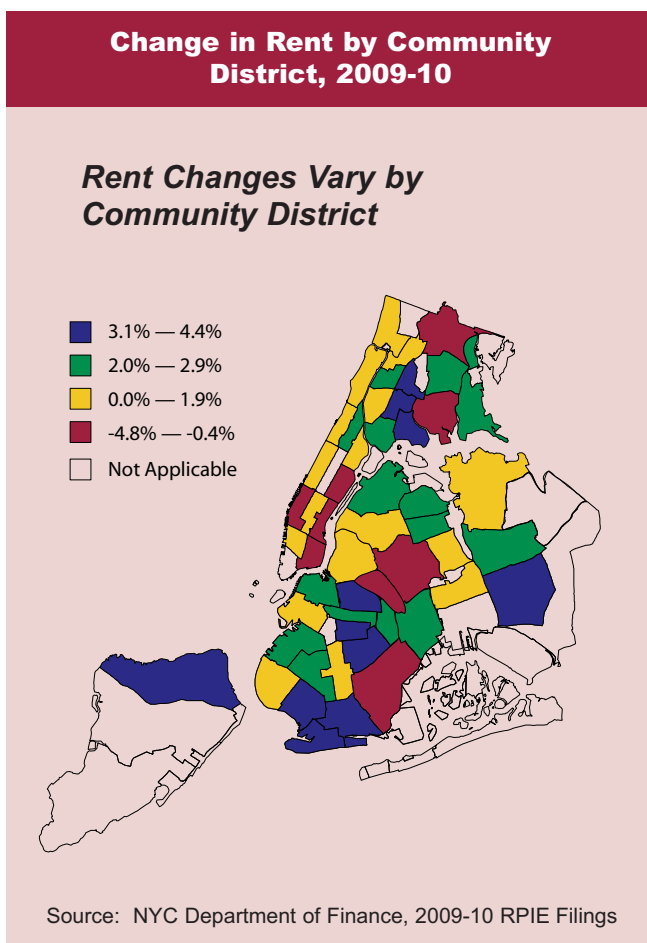 Change in Rent by Community
District, 2009-10
Rent Changes Vary by
Community District
3.1% — 4.4%
2.0% — 2.9%
0.0% — 1.9%
-4.8% — -0.4%
Not Applicable
Source: NYC Department of Finance, 2009-10 RPIE Filings